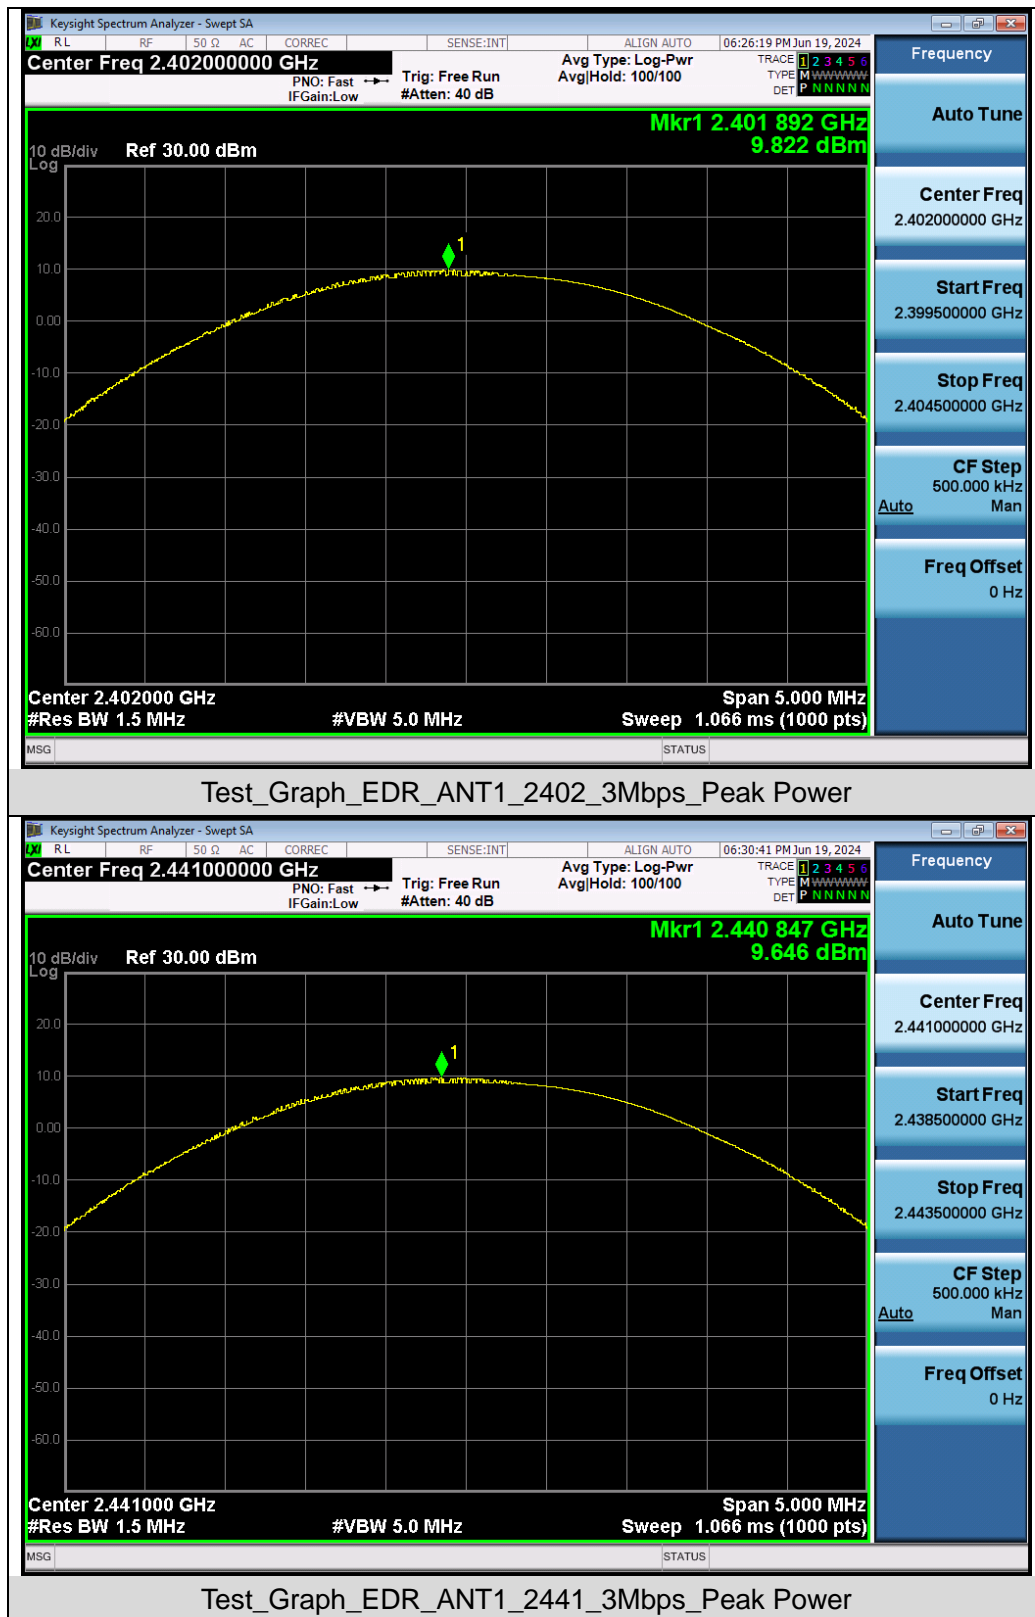 Keysight Spectrum Analyzer - Swept SA
LXI RL RF 50 Ω AC CORREC SENSE:INT ALIGN AUTO 06:26:19 PM Jun 19, 2024
Center Freq 2.402000000 GHz
PNO: Fast
IFGain:Low
Trig: Free Run
#Atten: 40 dB
Avg Type: Log-Pwr
Avg|Hold: 100/100
TRACE 1 2 3 4 5 6
TYPE M WWWWW
DET P N N N N N
Mkr1 2.401 892 GHz
9.822 dBm
10 dB/div Ref 30.00 dBm
Log
20.0
10.0
0.00
-10.0
-20.0
-30.0
-40.0
-50.0
-60.0
1
Center 2.402000 GHz Span 5.000 MHz
#Res BW 1.5 MHz #VBW 5.0 MHz Sweep 1.066 ms (1000 pts)
MSG STATUS
Frequency
Auto Tune
Center Freq
2.402000000 GHz
Start Freq
2.399500000 GHz
Stop Freq
2.404500000 GHz
CF Step
500.000 kHz
Auto Man
Freq Offset
0 Hz
Test_Graph_EDR_ANT1_2402_3Mbps_Peak Power
Keysight Spectrum Analyzer - Swept SA
LXI RL RF 50 Ω AC CORREC SENSE:INT ALIGN AUTO 06:30:41 PM Jun 19, 2024
Center Freq 2.441000000 GHz
PNO: Fast
IFGain:Low
Trig: Free Run
#Atten: 40 dB
Avg Type: Log-Pwr
Avg|Hold: 100/100
TRACE 1 2 3 4 5 6
TYPE M WWWWW
DET P N N N N N
Mkr1 2.440 847 GHz
9.646 dBm
10 dB/div Ref 30.00 dBm
Log
20.0
10.0
0.00
-10.0
-20.0
-30.0
-40.0
-50.0
-60.0
1
Center 2.441000 GHz Span 5.000 MHz
#Res BW 1.5 MHz #VBW 5.0 MHz Sweep 1.066 ms (1000 pts)
MSG STATUS
Frequency
Auto Tune
Center Freq
2.441000000 GHz
Start Freq
2.438500000 GHz
Stop Freq
2.443500000 GHz
CF Step
500.000 kHz
Auto Man
Freq Offset
0 Hz
Test_Graph_EDR_ANT1_2441_3Mbps_Peak Power